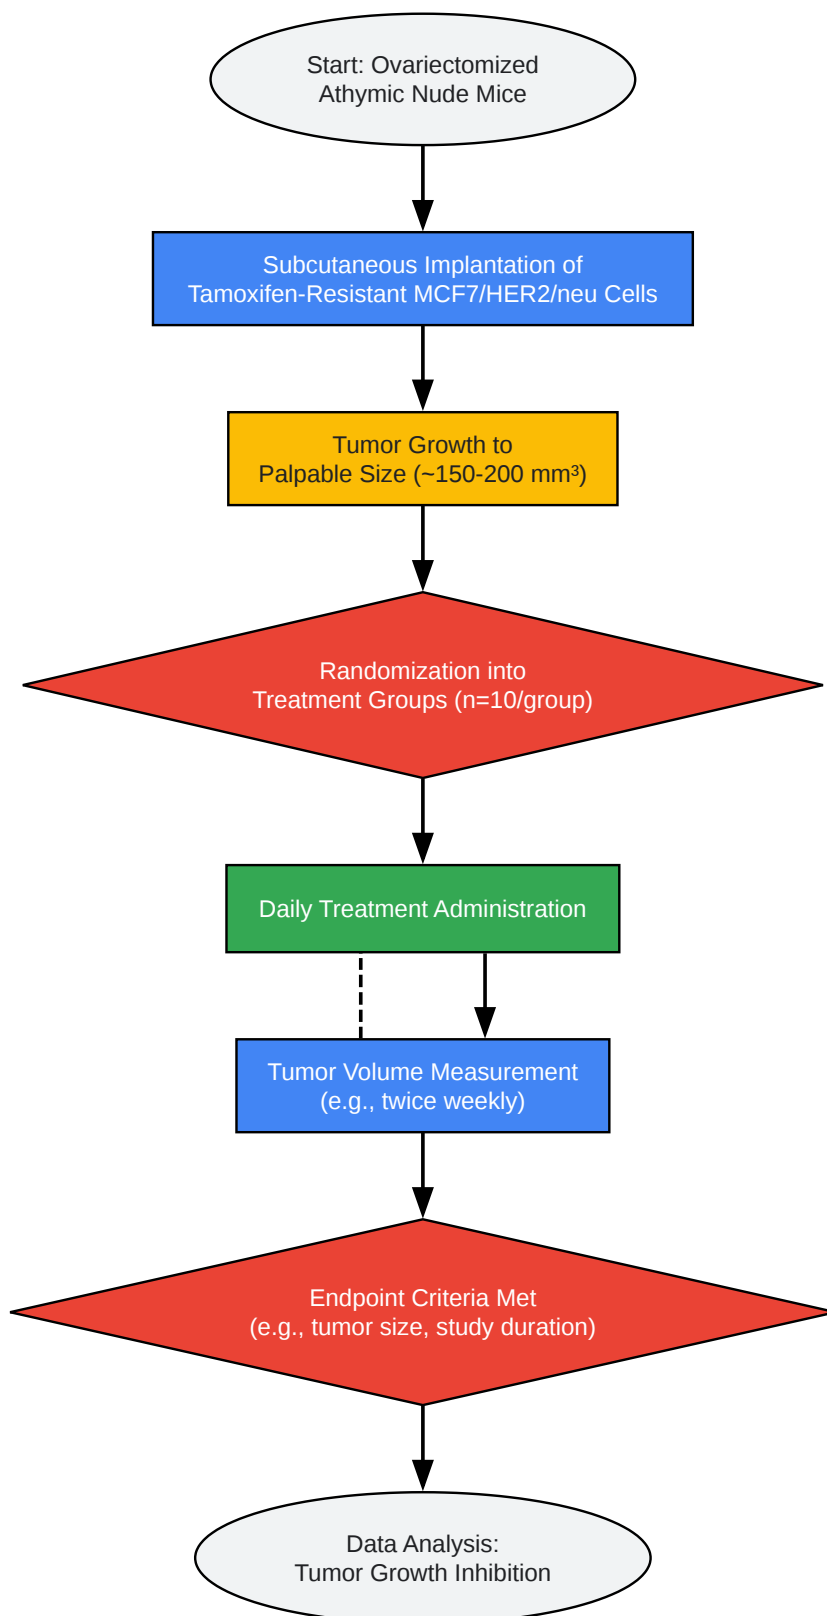 Start: Ovariectomized
Athymic Nude Mice
Subcutaneous Implantation of
Tamoxifen-Resistant MCF7/HER2/neu Cells
Tumor Growth to
Palpable Size (~150-200 mm³)
Randomization into
Treatment Groups (n=10/group)
Daily Treatment Administration
Tumor Volume Measurement
(e.g., twice weekly)
Endpoint Criteria Met
(e.g., tumor size, study duration)
Data Analysis:
Tumor Growth Inhibition